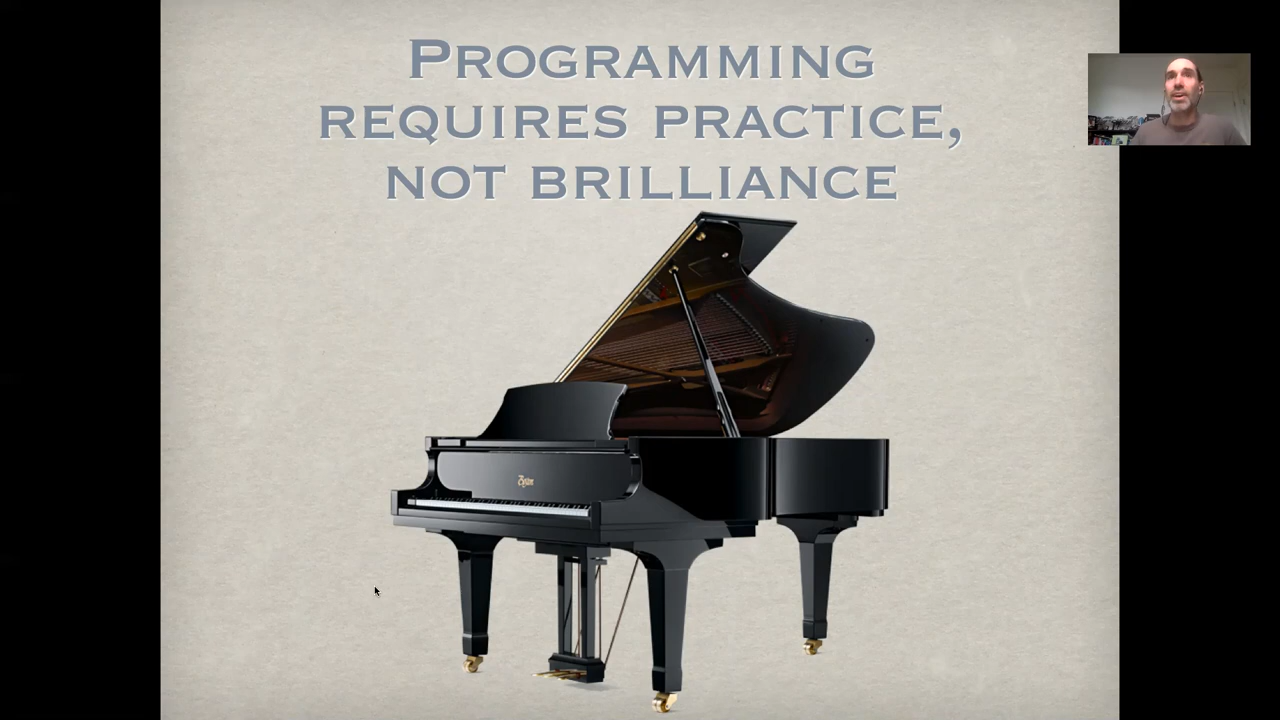 Programming
requires practice,
not brilliance